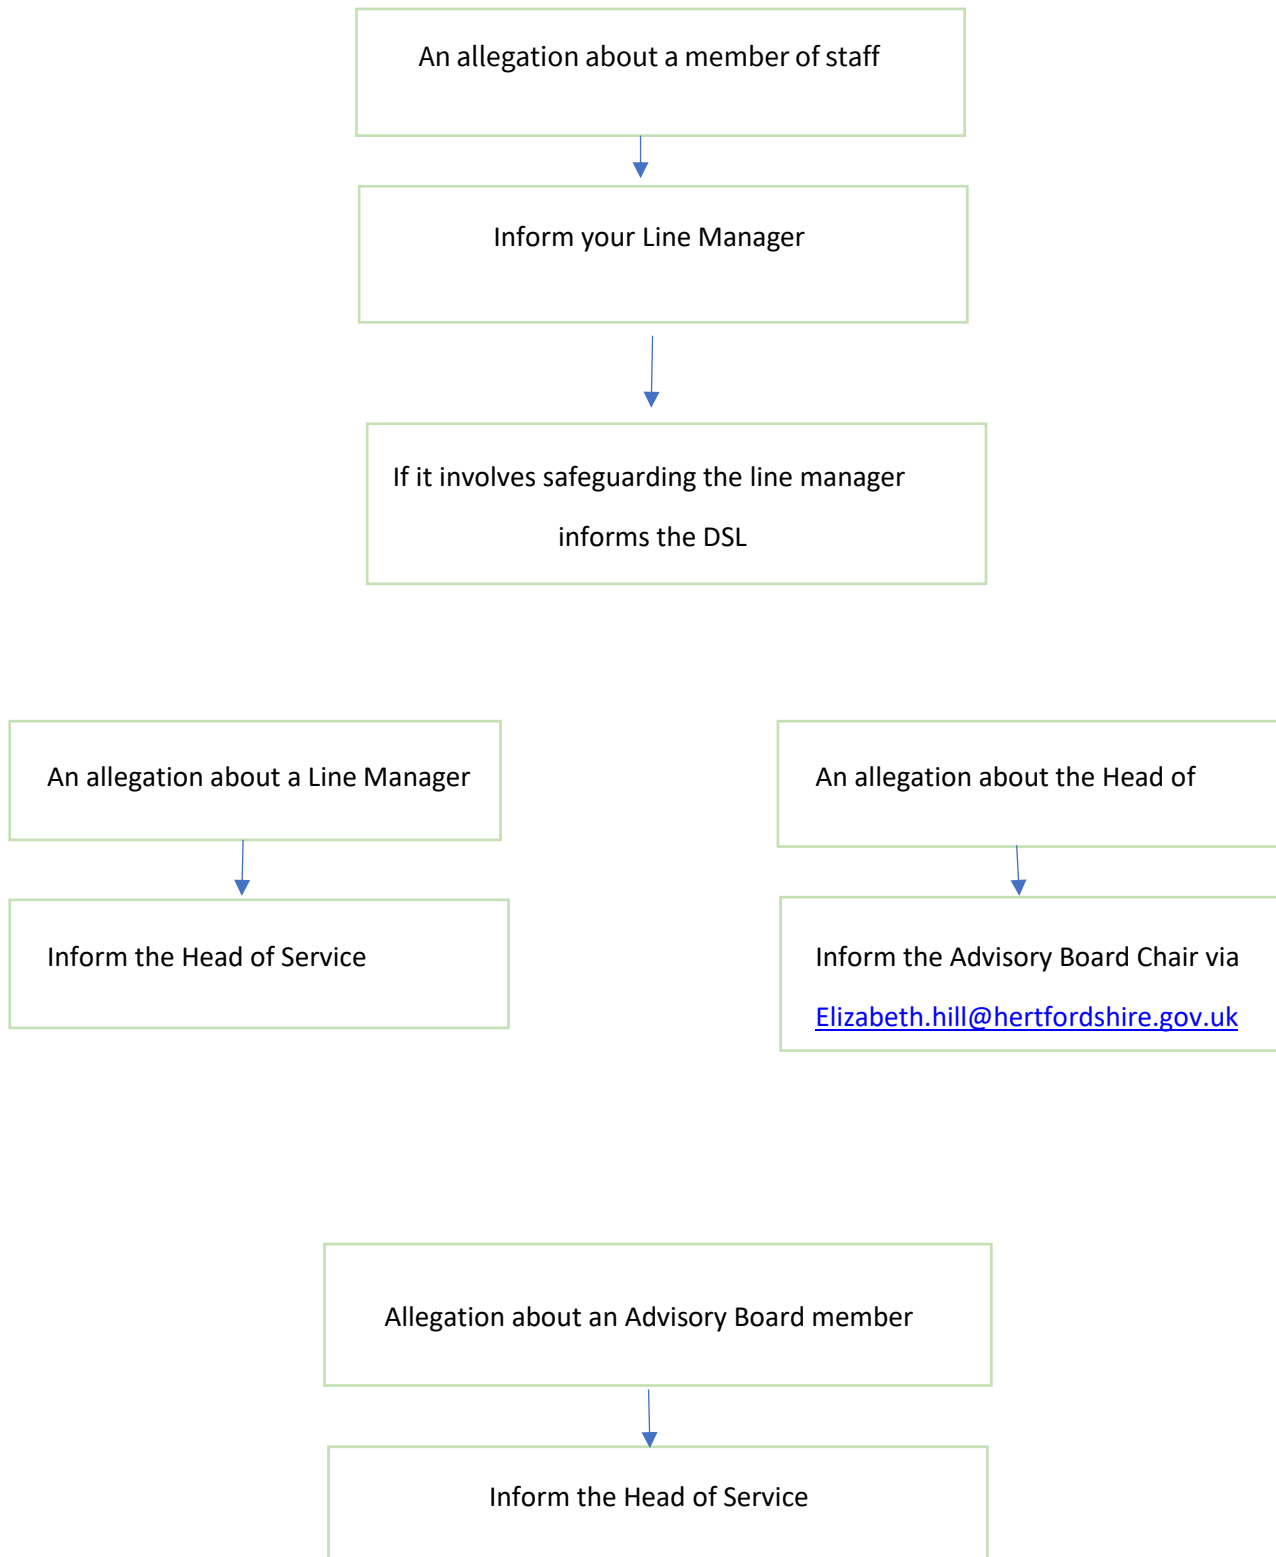 An allegation about a member of staff
Inform your Line Manager
If it involves safeguarding the line manager
informs the DSL
An allegation about a Line Manager
Inform the Head of Service
An allegation about the Head of
Inform the Advisory Board Chair via
Elizabeth.hill@hertfordshire.gov.uk
Allegation about an Advisory Board member
Inform the Head of Service